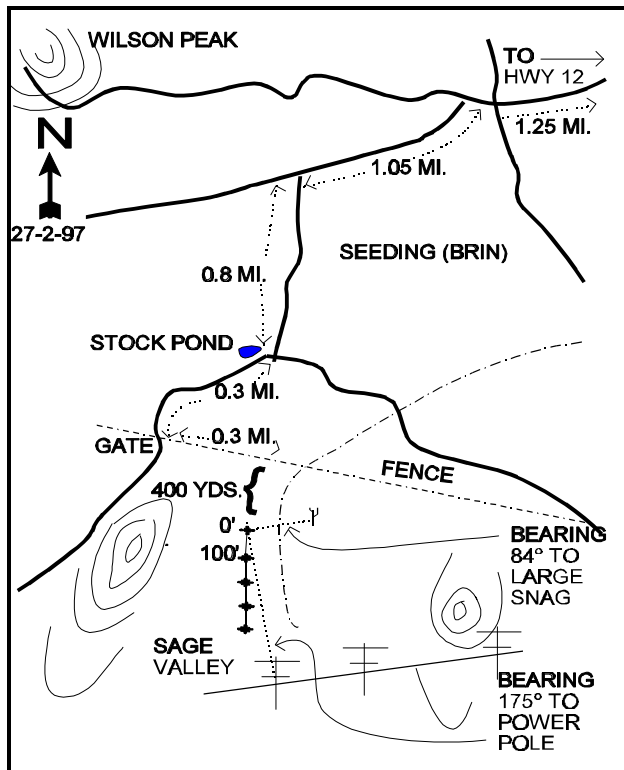 WILSON PEAK
TO
HWY 12
N
1.25 MI.
1.05 MI.
27-2-97
SEEDING (BRIN)
0.8 MI.
STOCK POND
0.3 MI.
GATE
0.3 MI.
FENCE
400 YDS.
0'
100'
BEARING
84° TO
LARGE
SNAG
SAGE
VALLEY
BEARING
175° TO
POWER
POLE